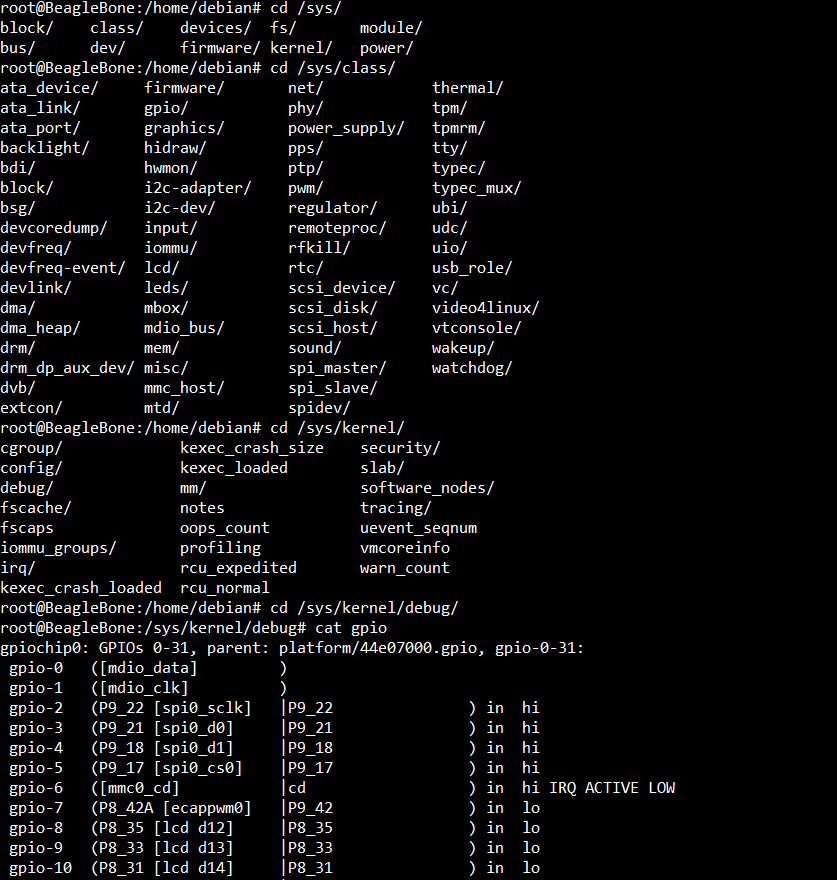 root@BeagleBone:/home/debian# cd /sys/
block/    class/    devices/  fs/       module/
bus/      dev/      firmware/ kernel/   power/
root@BeagleBone:/home/debian# cd /sys/class/
ata_device/     firmware/       net/            thermal/
ata_link/       gpio/           phy/            tpm/
ata_port/       graphics/       power_supply/   tpmrm/
backlight/      hidraw/         pps/            tty/
bdi/            hwmon/          ptp/            typec/
block/          i2c-adapter/    pwm/            typec_mux/
bsg/            i2c-dev/        regulator/      ubi/
devcoredump/    input/          remoteproc/     udc/
devfreq/        iommu/          rfkill/         uio/
devfreq-event/  lcd/            rtc/            usb_role/
devlink/        leds/           scsi_device/    vc/
dma/            mbox/           scsi_disk/      video4linux/
dma_heap/       mdio_bus/       scsi_host/      vtconsole/
drm/            mem/            sound/          wakeup/
drm_dp_aux_dev/ misc/           spi_master/     watchdog/
dvb/            mmc_host/       spi_slave/
extcon/         mtd/            spidev/
root@BeagleBone:/home/debian# cd /sys/kernel/
cgroup/             kexec_crash_size    security/
config/             kexec_loaded        slab/
debug/              mm/                 software_nodes/
fscache/            notes               tracing/
fscaps              oops_count          uevent_seqnum
iommu_groups/       profiling           vmcoreinfo
irq/                rcu_expedited       warn_count
kexec_crash_loaded  rcu_normal
root@BeagleBone:/home/debian# cd /sys/kernel/debug/
root@BeagleBone:/sys/kernel/debug# cat gpio
gpiochip0: GPIOs 0-31, parent: platform/44e07000.gpio, gpio-0-31:
 gpio-0   ([mdio_data]         )
 gpio-1   ([mdio_clk]          )
 gpio-2   (P9_22 [spi0_sclk]   |P9_22               ) in  hi
 gpio-3   (P9_21 [spi0_d0]     |P9_21               ) in  hi
 gpio-4   (P9_18 [spi0_d1]     |P9_18               ) in  hi
 gpio-5   (P9_17 [spi0_cs0]    |P9_17               ) in  hi
 gpio-6   ([mmc0_cd]           |cd                  ) in  hi IRQ ACTIVE LOW
 gpio-7   (P8_42A [ecappwm0]   |P9_42               ) in  lo
 gpio-8   (P8_35 [lcd d12]     |P8_35               ) in  lo
 gpio-9   (P8_33 [lcd d13]     |P8_33               ) in  lo
 gpio-10  (P8_31 [lcd d14]     |P8_31               ) in  lo